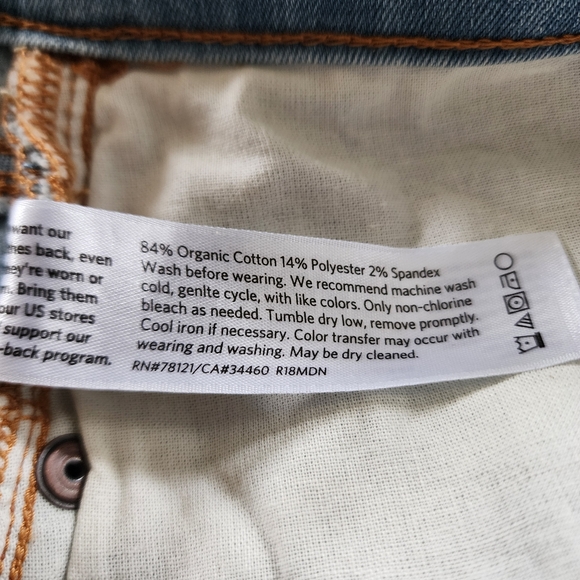 want our
back, even
worn or
Bring them
our US stores
support our
-back program.
84% Organic Cotton 14% Polyester 2% Spandex
Wash before wearing. We recommend machine wash
cold, genlte cycle, with like colors. Only non-chlorine
bleach as needed. Tumble dry low, remove promptly.
Cool iron if necessary. Color transfer may occur with
wearing and washing. May be dry cleaned.
RN#78121/CA#34460 R18MDN